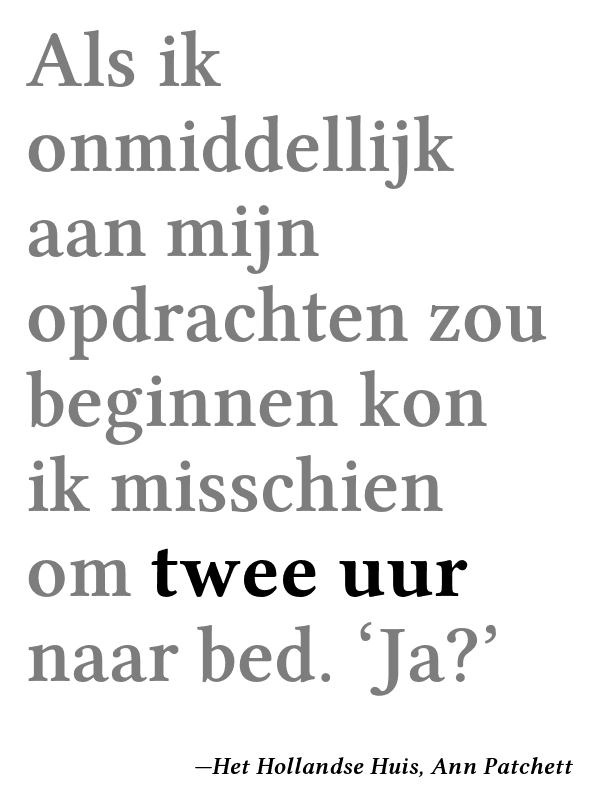 Als ik
onmiddellijk
aan mijn
opdrachten zou
beginnen kon
ik misschien
om twee uur
naar bed. ‘Ja?’
—Het Hollandse Huis, Ann Patchett